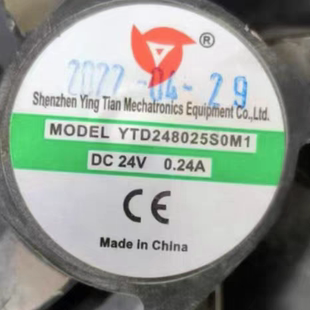 ®
2022-04-29
Shenzhen Ying Tian Mechatronics Equipment Co.,Ltd
MODEL YTD248025S0M1
DC 24V 0.24A
CE
Made in China